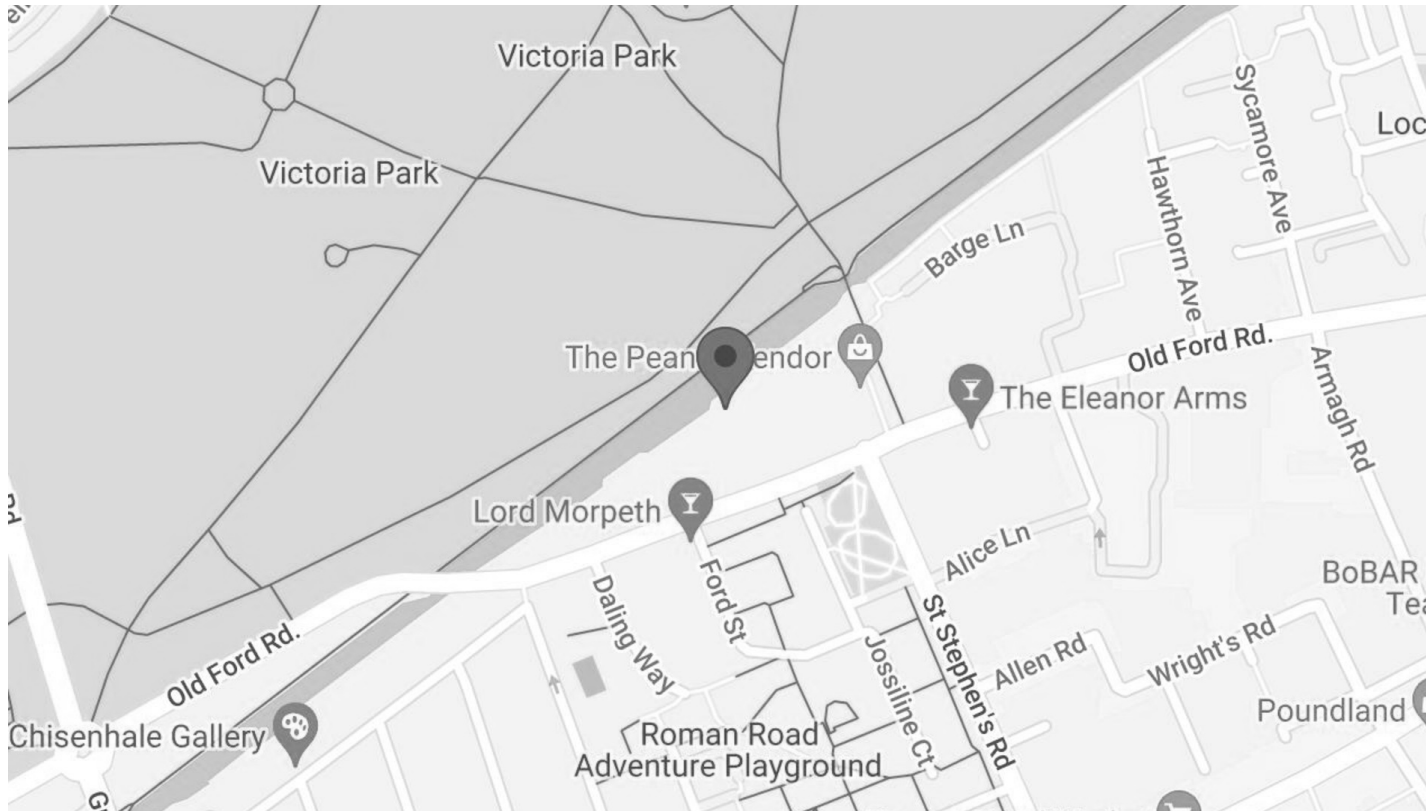 Victoria Park
Victoria Park
Sycamore Ave
Hawthorn Ave
Barge Ln
Old Ford Rd.
The Eleanor Arms
Armagh Rd
Lord Morpeth
Alice Ln
Ford St
Daling Way
St Stephen's Rd
Jossiline Ct
Allen Rd
Wright's Rd
BoBAR
Old Ford Rd.
Chisenhale Gallery
Roman Road
Adventure Playground
Poundland